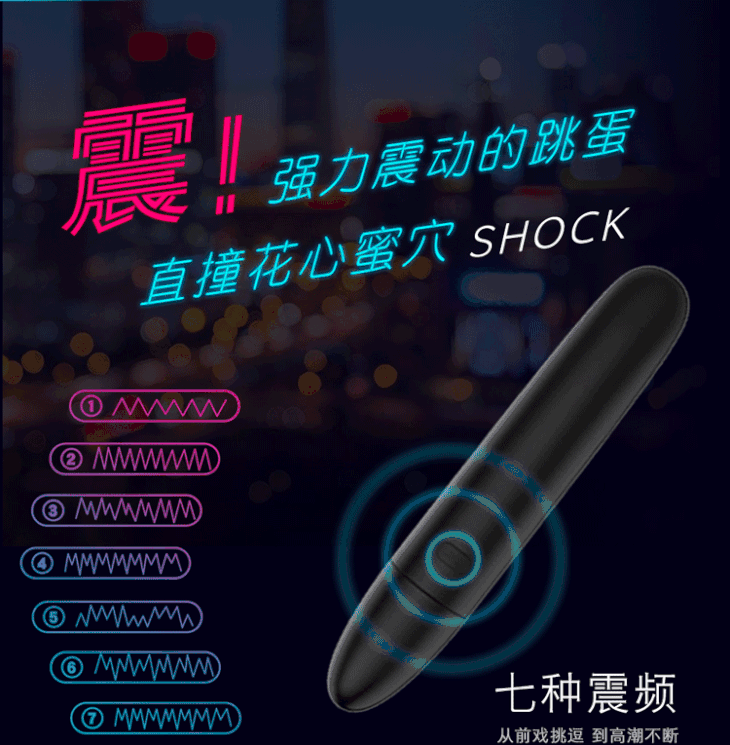 震!
强力震动的跳蛋
直撞花心蜜穴 SHOCK
①
②
③
④
⑤
⑥
⑦
七种震频
从前戏挑逗 到高潮不断